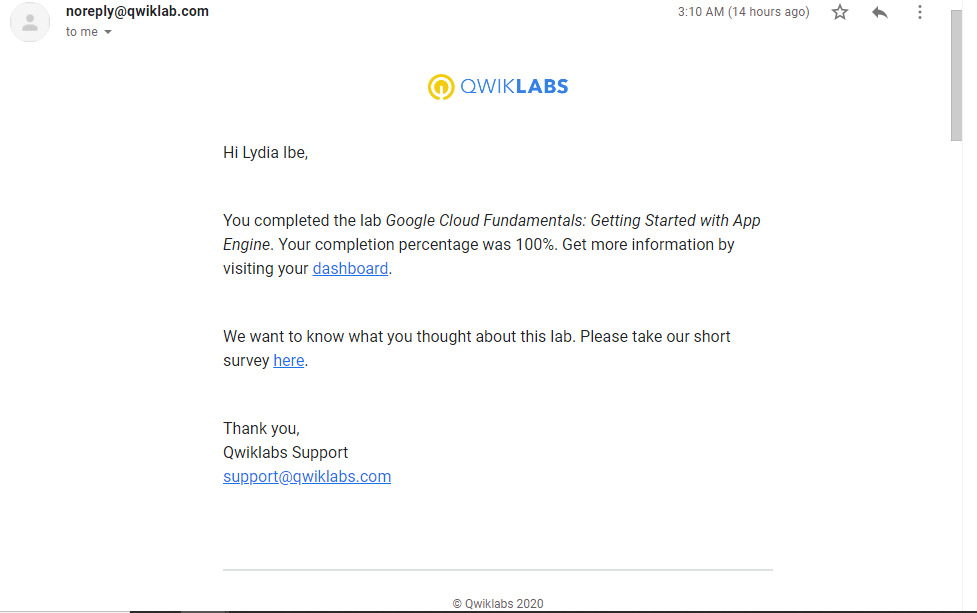 noreply@qwiklab.com
3:10 AM (14 hours ago)
to me
QWIKLABS
Hi Lydia Ibe,
You completed the lab Google Cloud Fundamentals: Getting Started with App
Engine. Your completion percentage was 100%. Get more information by
visiting your dashboard.
We want to know what you thought about this lab. Please take our short
survey here.
Thank you,
Qwiklabs Support
support@qwiklabs.com
© Qwiklabs 2020